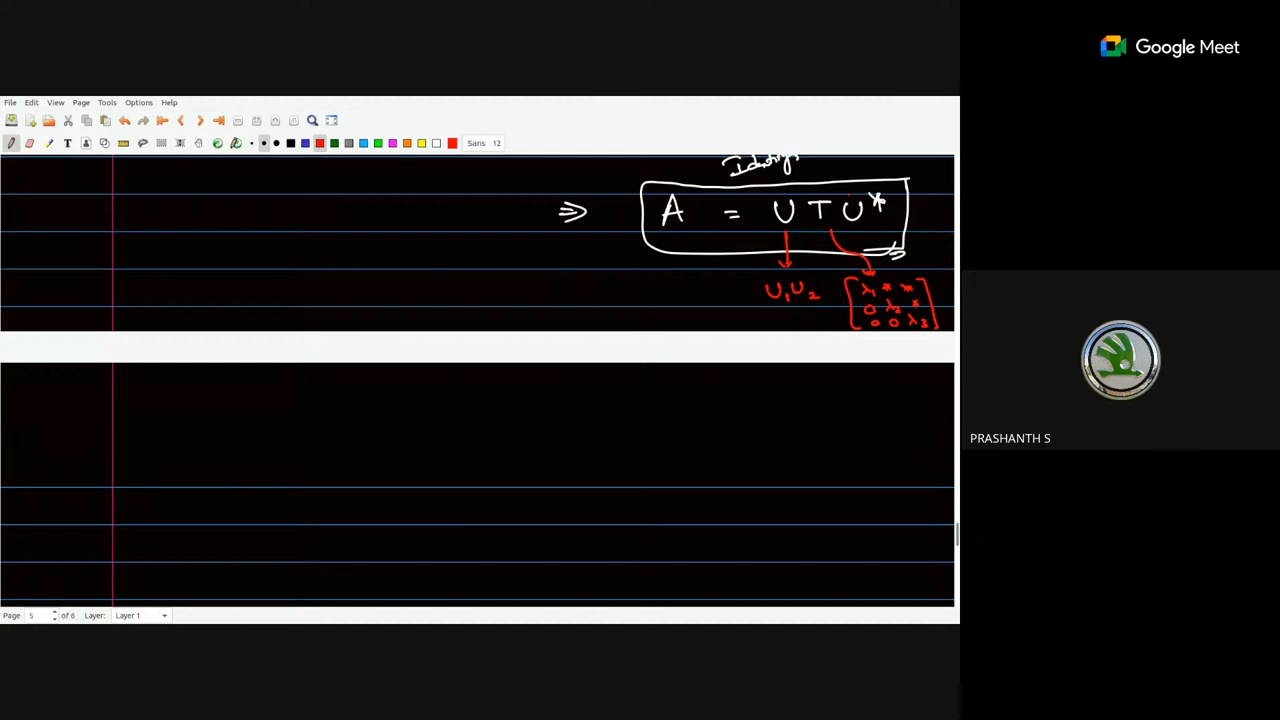 Google Meet
File Edit View Page Tools Options Help
T
Sans 12
Identity
⇒ A = U T U*
U₁U₂
[λ₁ * *
0 λ₂ *
0 0 λ₃]
PRASHANTH S
Page 5 of 6 Layer: Layer 1